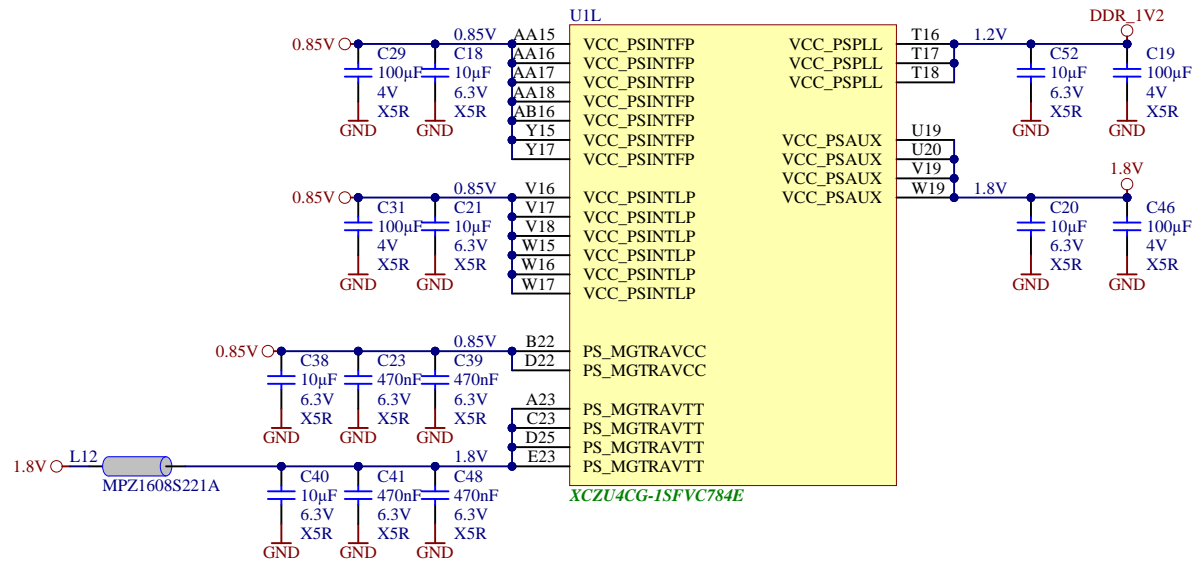 U1L
0.85V
0.85V
C29
100µF
4V
X5R
GND
C18
10µF
6.3V
X5R
GND
AA15 VCC_PSINTFP
AA16 VCC_PSINTFP
AA17 VCC_PSINTFP
AA18 VCC_PSINTFP
AB16 VCC_PSINTFP
Y15 VCC_PSINTFP
Y17 VCC_PSINTFP
0.85V
0.85V
C31
100µF
4V
X5R
GND
C21
10µF
6.3V
X5R
GND
V16 VCC_PSINTLP
V17 VCC_PSINTLP
V18 VCC_PSINTLP
W15 VCC_PSINTLP
W16 VCC_PSINTLP
W17 VCC_PSINTLP
0.85V
0.85V
C38
10µF
6.3V
X5R
GND
C23
470nF
6.3V
X5R
GND
C39
470nF
6.3V
X5R
GND
B22 PS_MGTRAVCC
D22 PS_MGTRAVCC
A23 PS_MGTRAVTT
C23 PS_MGTRAVTT
D25 PS_MGTRAVTT
E23 PS_MGTRAVTT
1.8V
L12
MPZ1608S221A
1.8V
C40
10µF
6.3V
X5R
GND
C41
470nF
6.3V
X5R
GND
C48
470nF
6.3V
X5R
GND
VCC_PSPLL T16
VCC_PSPLL T17
VCC_PSPLL T18
1.2V
DDR_1V2
C52
10µF
6.3V
X5R
GND
C19
100µF
4V
X5R
GND
VCC_PSAUX U19
VCC_PSAUX U20
VCC_PSAUX V19
VCC_PSAUX W19
1.8V
1.8V
C20
10µF
6.3V
X5R
GND
C46
100µF
4V
X5R
GND
XCZU4CG-1SFVC784E